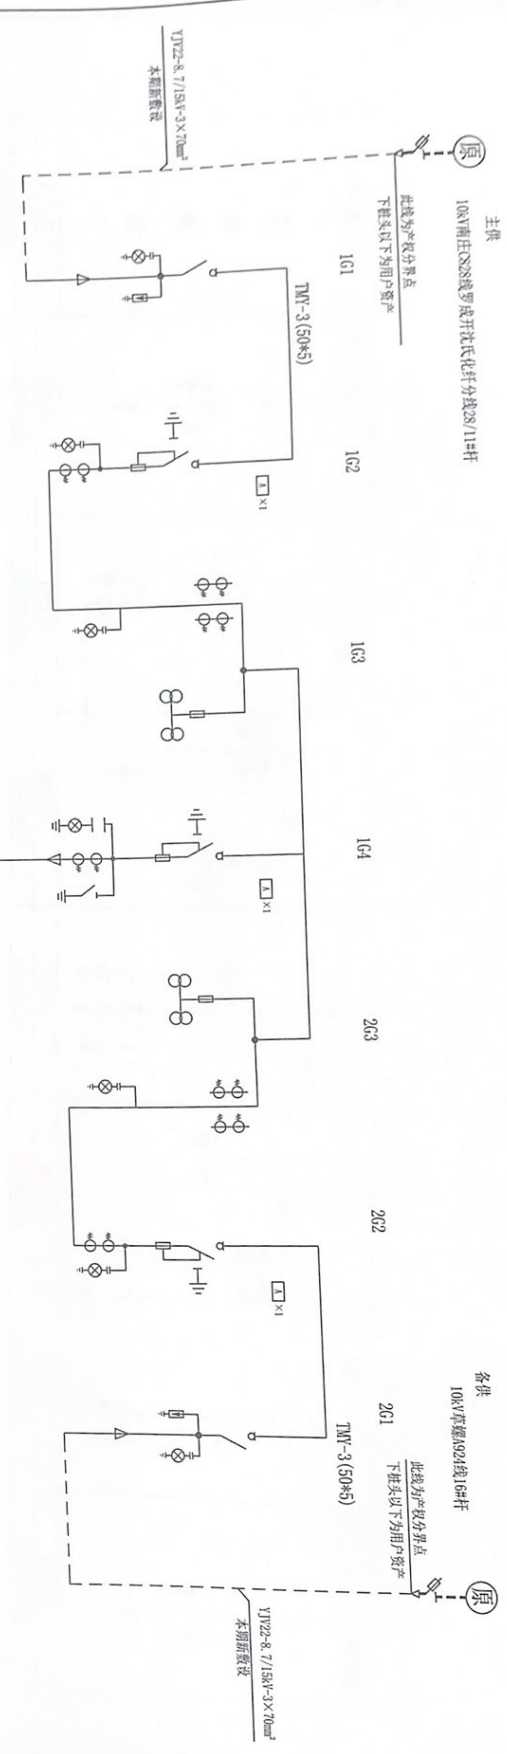 原
主供
10kV南庄C828线罗成开沈氏化纤分线28/11#杆
此线为产权分界点
下桩头以下为用户资产
YJV22-8.7/15kV-3×70mm²
本期新敷设
1G1
TMY-3(50*5)
1G2
A ×1
1G3
1G4
A ×1
2G3
2G2
A ×1
2G1
TMY-3(50*5)
备供
10kV草螺A924线16#杆
此线为产权分界点
下桩头以下为用户资产
原
YJV22-8.7/15kV-3×70mm²
本期新敷设